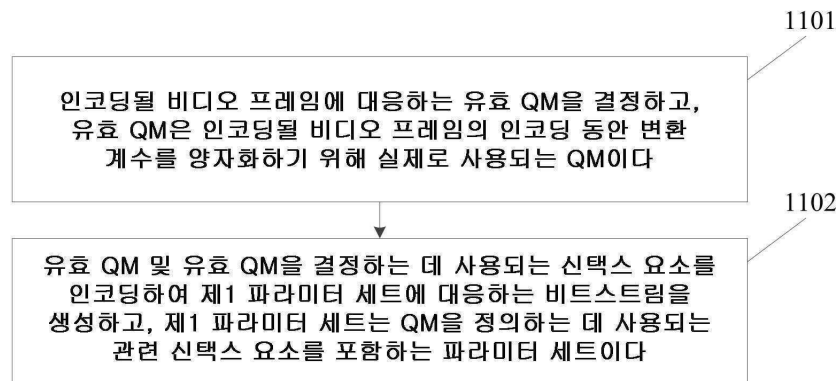 1101
인코딩될 비디오 프레임에 대응하는 유효 QM을 결정하고,
유효 QM은 인코딩될 비디오 프레임의 인코딩 동안 변환
계수를 양자화하기 위해 실제로 사용되는 QM이다
1102
유효 QM 및 유효 QM을 결정하는 데 사용되는 신택스 요소를
인코딩하여 제1 파라미터 세트에 대응하는 비트스트림을
생성하고, 제1 파라미터 세트는 QM을 정의하는 데 사용되는
관련 신택스 요소를 포함하는 파라미터 세트이다